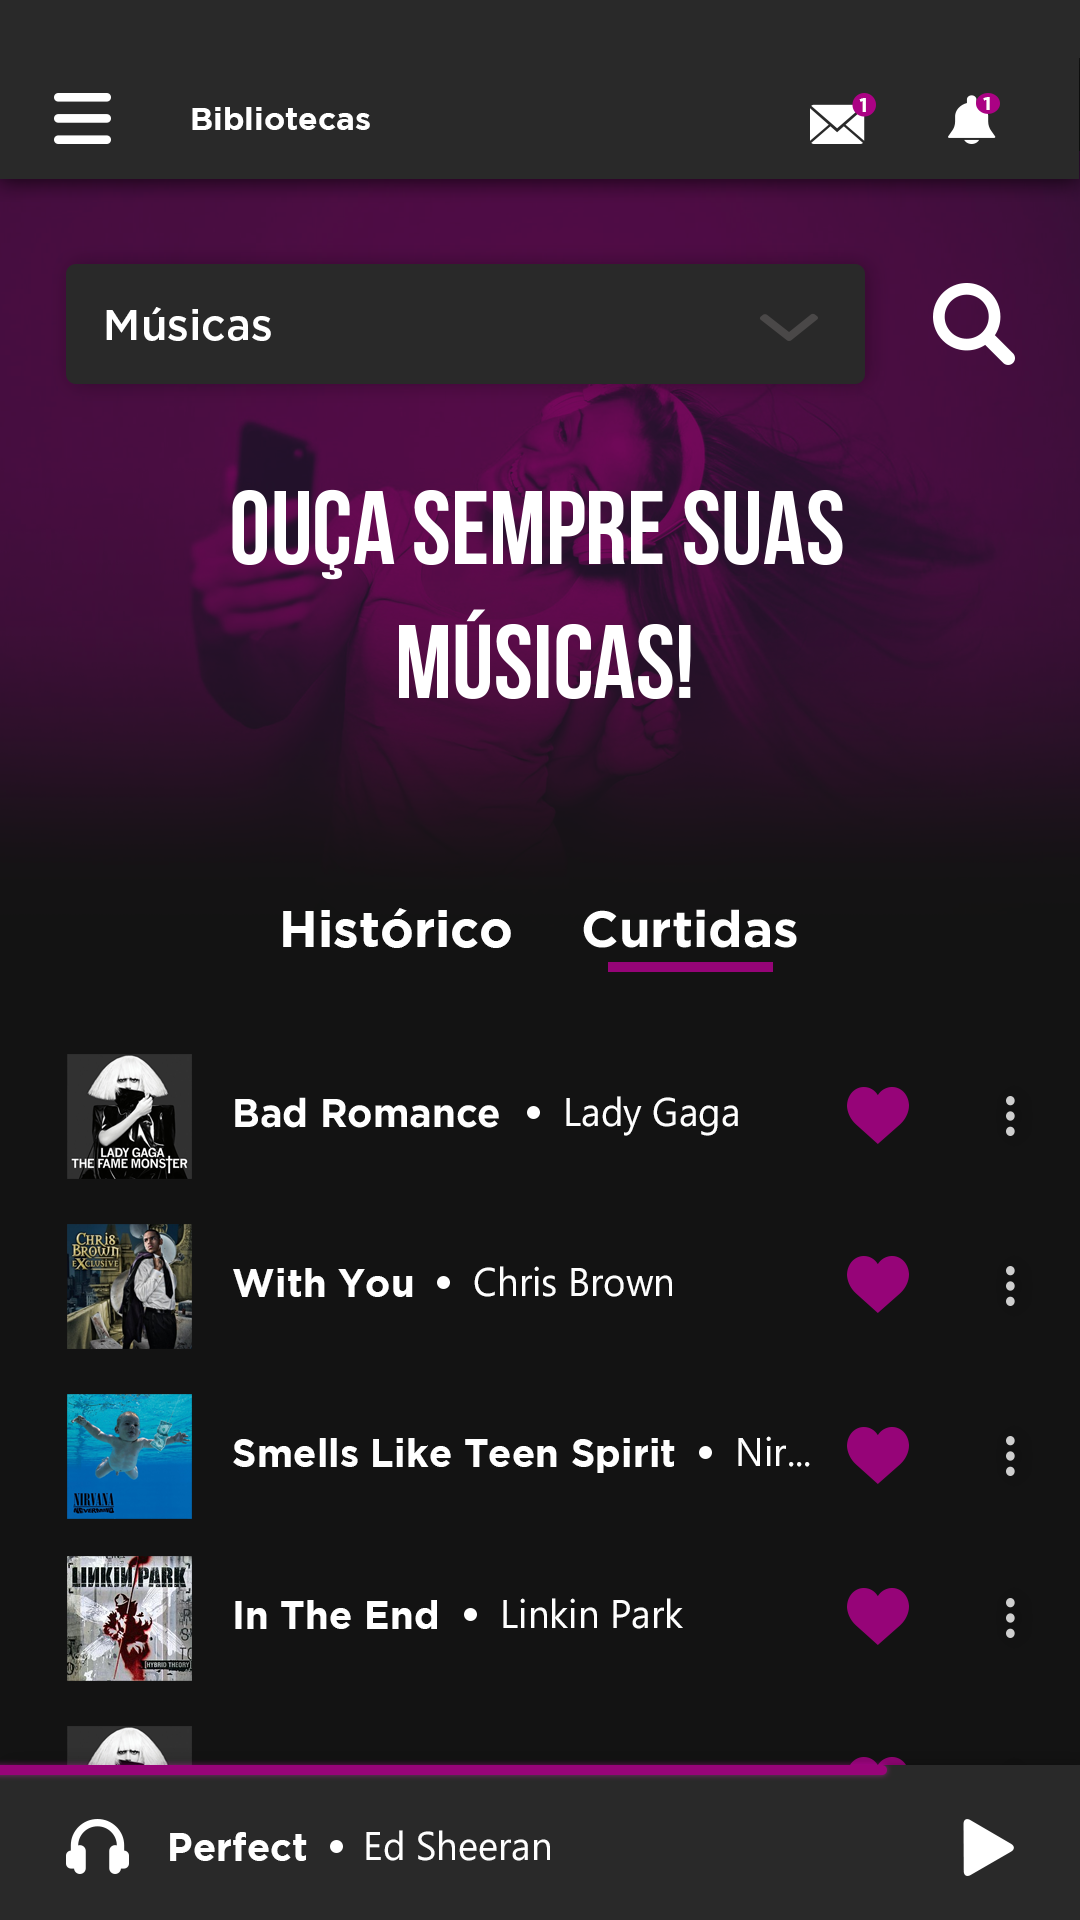 Bibliotecas
1
1
Músicas
OUÇA SEMPRE SUAS
MÚSICAS!
Histórico Curtidas
LADY GAGA
THE FAME MONSTER
Bad Romance • Lady Gaga
CHRIS
BROWN
EXCLUSIVE
With You • Chris Brown
NIRVANA
NEVERMIND
Smells Like Teen Spirit • Nir...
LINKIN PARK
[HYBRID THEORY]
In The End • Linkin Park
Perfect • Ed Sheeran